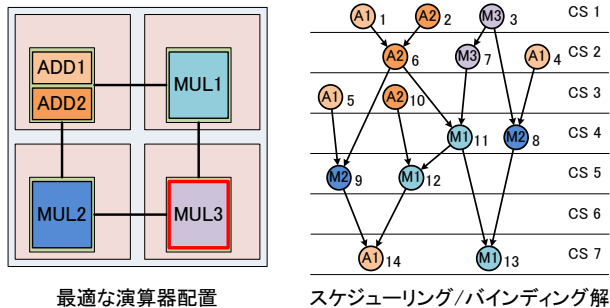 ADD1
ADD2
MUL1
MUL2
MUL3
最適な演算器配置
A1 1 A2 2 M3 3 CS 1
A2 6 M3 7 A1 4 CS 2
A1 5 A2 10 CS 3
M1 11 M2 8 CS 4
M2 9 M1 12 CS 5
CS 6
A1 14 M1 13 CS 7
スケジューリング/バインディング解